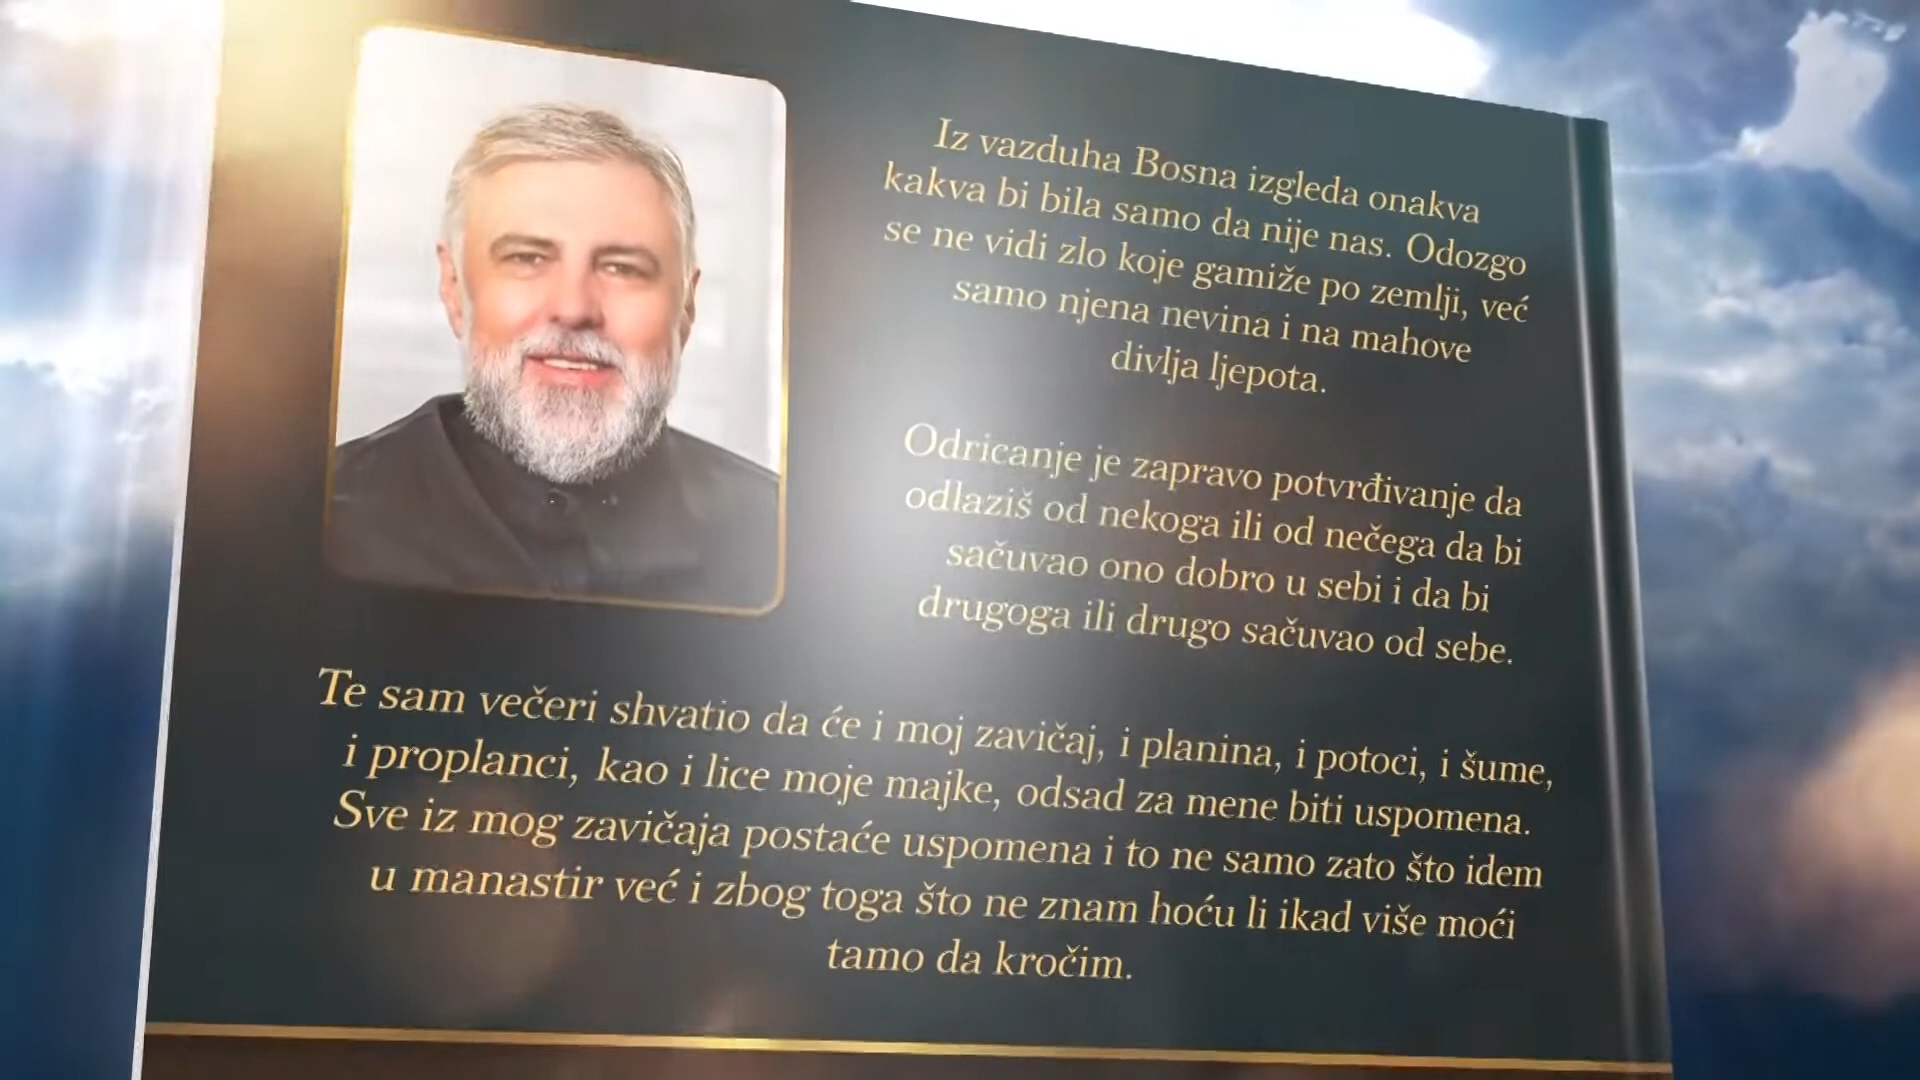 Iz vazduha Bosna izgleda onakva
kakva bi bila samo da nije nas. Odozgo
se ne vidi zlo koje gamiže po zemlji, već
samo njena nevina i na mahove
divlja ljepota.
Odricanje je zapravo potvrđivanje da
odlaziš od nekoga ili od nečega da bi
sačuvao ono dobro u sebi i da bi
drugoga ili drugo sačuvao od sebe.
Te sam večeri shvatio da će i moj zavičaj, i planina, i potoci, i šume,
i proplanci, kao i lice moje majke, odsad za mene biti uspomena.
Sve iz mog zavičaja postaće uspomena i to ne samo zato što idem
u manastir već i zbog toga što ne znam hoću li ikad više moći
tamo da kročim.